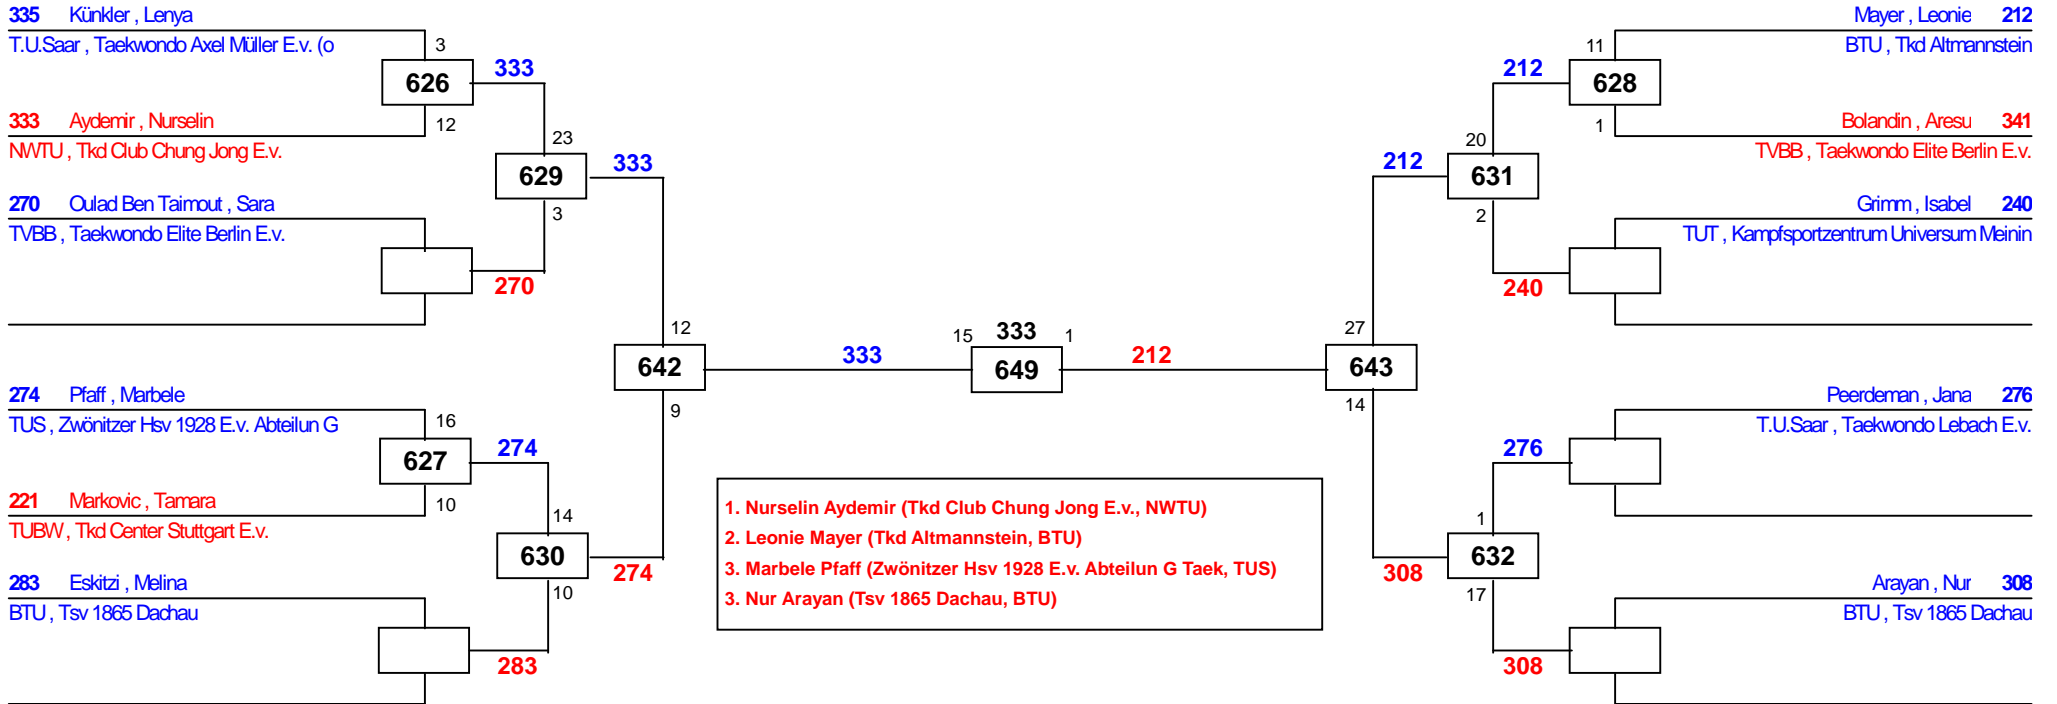 335 Künkler , Lenya
T.U.Saar , Taekwondo Axel Müller E.v. (o
3
626
333
12
333 Aydemir , Nurselin
NWTU , Tkd Club Chung Jong E.v.
23
629
333
3
270 Oulad Ben Taimout , Sara
TVBB , Taekwondo Elite Berlin E.v.
270
12
642
333
9
274 Pfaff , Marbele
TUS , Zwönitzer Hsv 1928 E.v. Abteilun G
16
627
274
10
221 Markovic , Tamara
TUBW , Tkd Center Stuttgart E.v.
14
630
274
10
283 Eskitzi , Melina
BTU , Tsv 1865 Dachau
283
15 333 1
649
212
1. Nurselin Aydemir (Tkd Club Chung Jong E.v., NWTU)
2. Leonie Mayer (Tkd Altmannstein, BTU)
3. Marbele Pfaff (Zwönitzer Hsv 1928 E.v. Abteilun G Taek, TUS)
3. Nur Arayan (Tsv 1865 Dachau, BTU)
Mayer , Leonie 212
BTU , Tkd Altmannstein
11
212
628
1
Bolandin , Aresu 341
TVBB , Taekwondo Elite Berlin E.v.
20
212
631
2
Grimm , Isabel 240
TUT , Kampfsportzentrum Universum Meinin
240
27
643
14
Peerdeman , Jana 276
T.U.Saar , Taekwondo Lebach E.v.
276
1
632
308
17
Arayan , Nur 308
BTU , Tsv 1865 Dachau
308